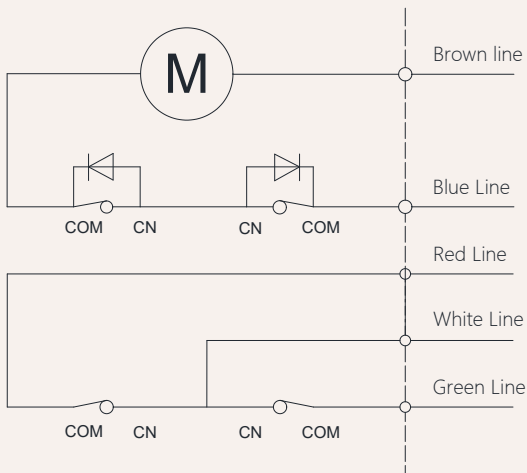 M
Brown line
Blue Line
COM CN CN COM
Red Line
White Line
Green Line
COM CN CN COM